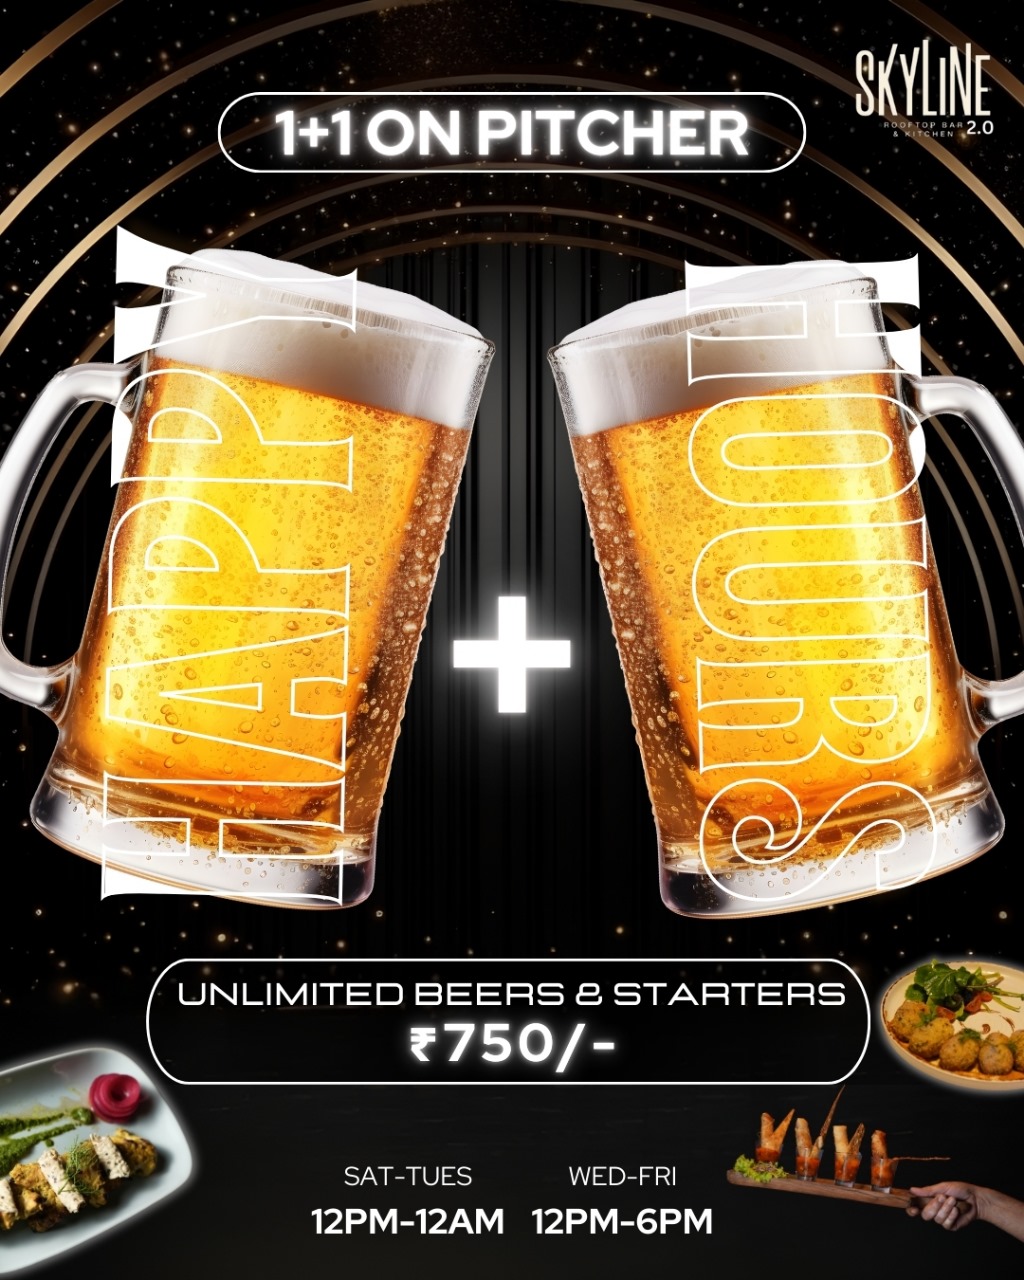 SKYLINE
ROOFTOP BAR
& KITCHEN 2.0
1+1 ON PITCHER
HAPPY
HOURS
+
UNLIMITED BEERS & STARTERS
₹750/-
SAT-TUES WED-FRI
12PM-12AM 12PM-6PM